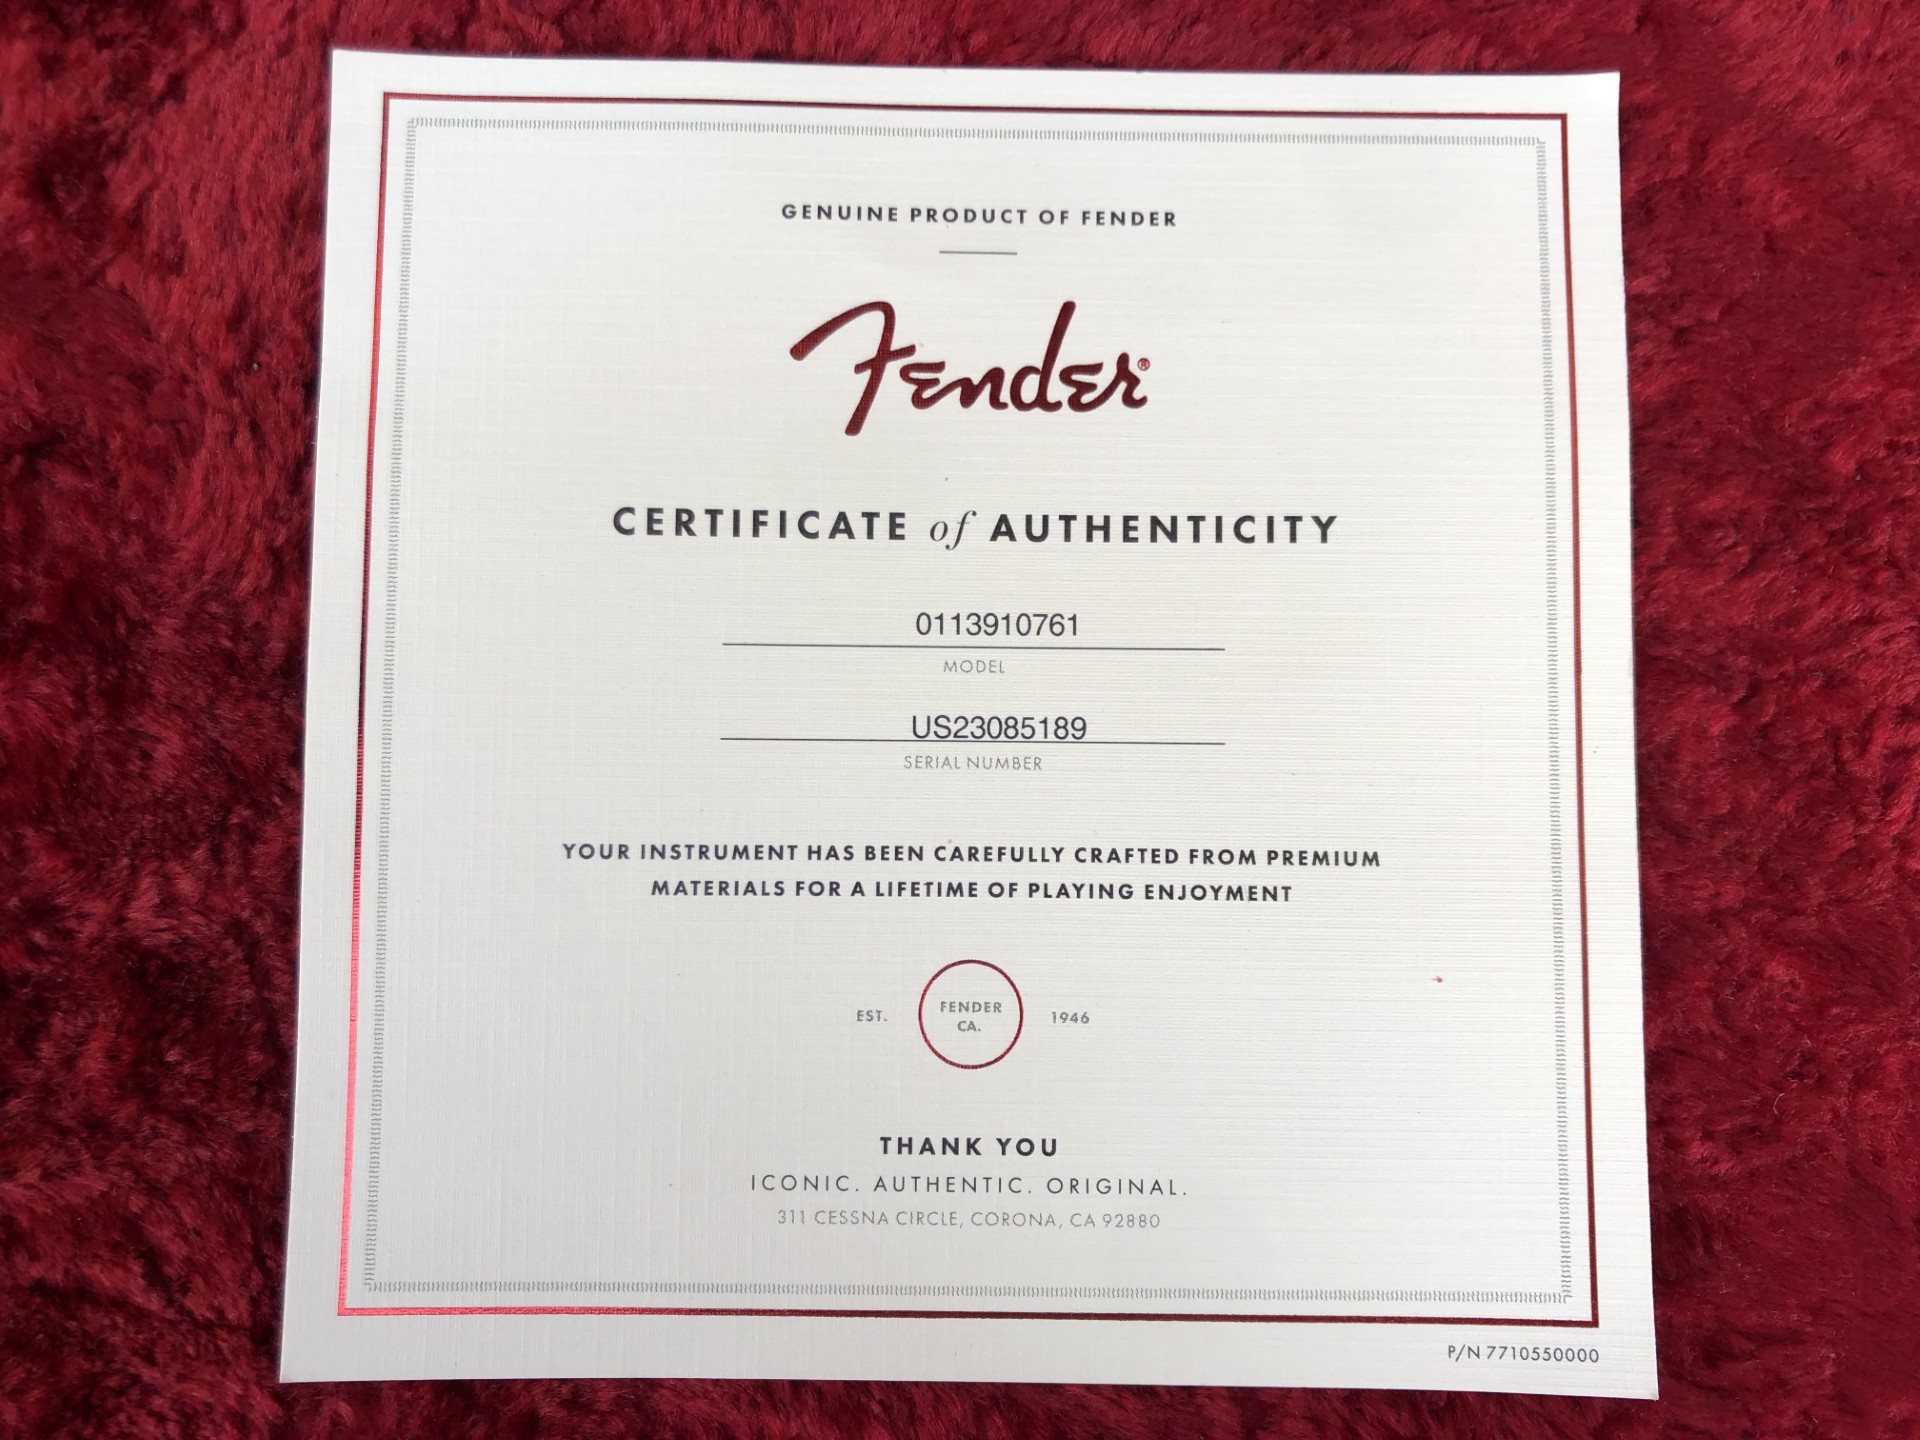 GENUINE PRODUCT OF FENDER
Fender®
CERTIFICATE of AUTHENTICITY
0113910761
MODEL
US23085189
SERIAL NUMBER
YOUR INSTRUMENT HAS BEEN CAREFULLY CRAFTED FROM PREMIUM
MATERIALS FOR A LIFETIME OF PLAYING ENJOYMENT
EST. FENDER CA. 1946
THANK YOU
ICONIC. AUTHENTIC. ORIGINAL.
311 CESSNA CIRCLE, CORONA, CA 92880
P/N 7710550000